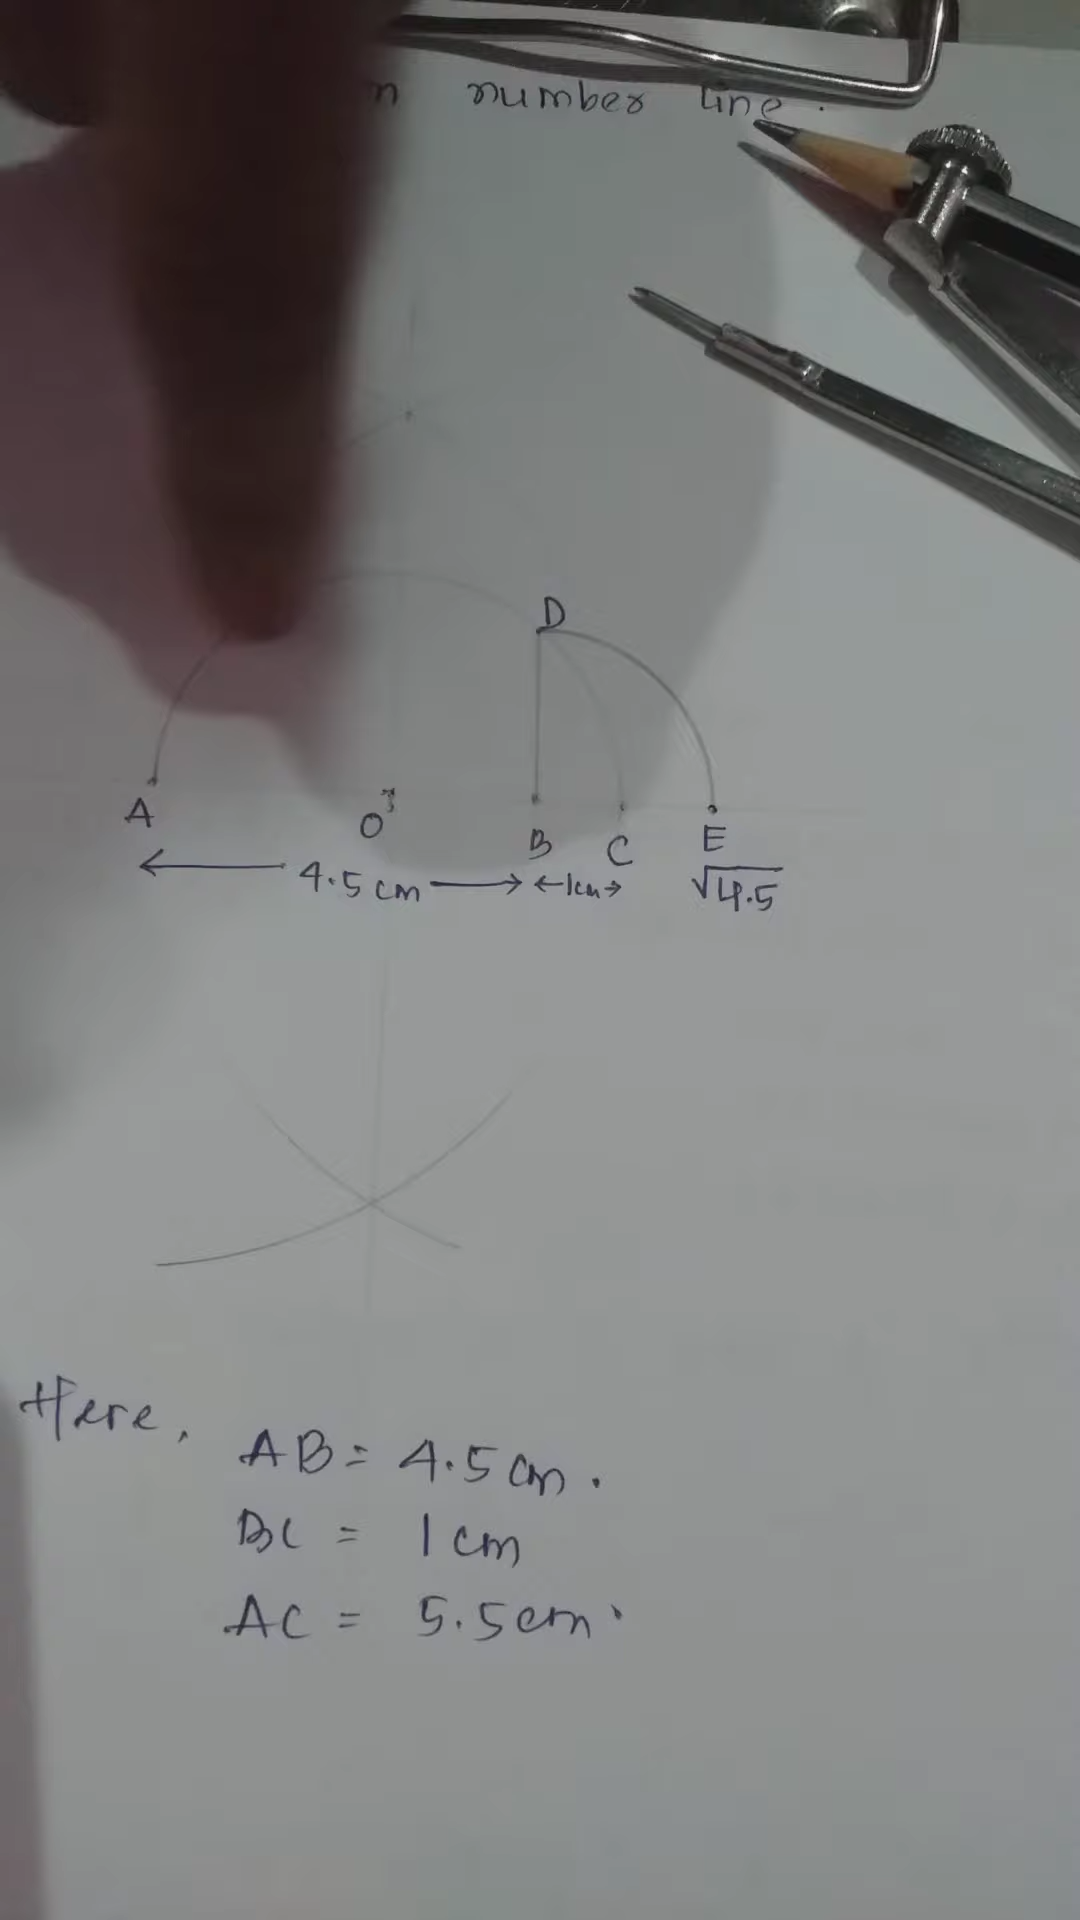 number line.
D
A O B C E
4.5 cm 1cm √4.5
Here,
AB = 4.5 cm.
BC = 1 cm
AC = 5.5 cm.